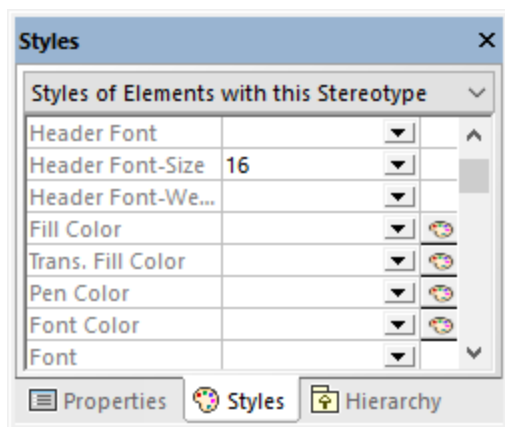 Styles
Styles of Elements with this Stereotype
Header Font
Header Font-Size 16
Header Font-We...
Fill Color
Trans. Fill Color
Pen Color
Font Color
Font
Properties Styles Hierarchy